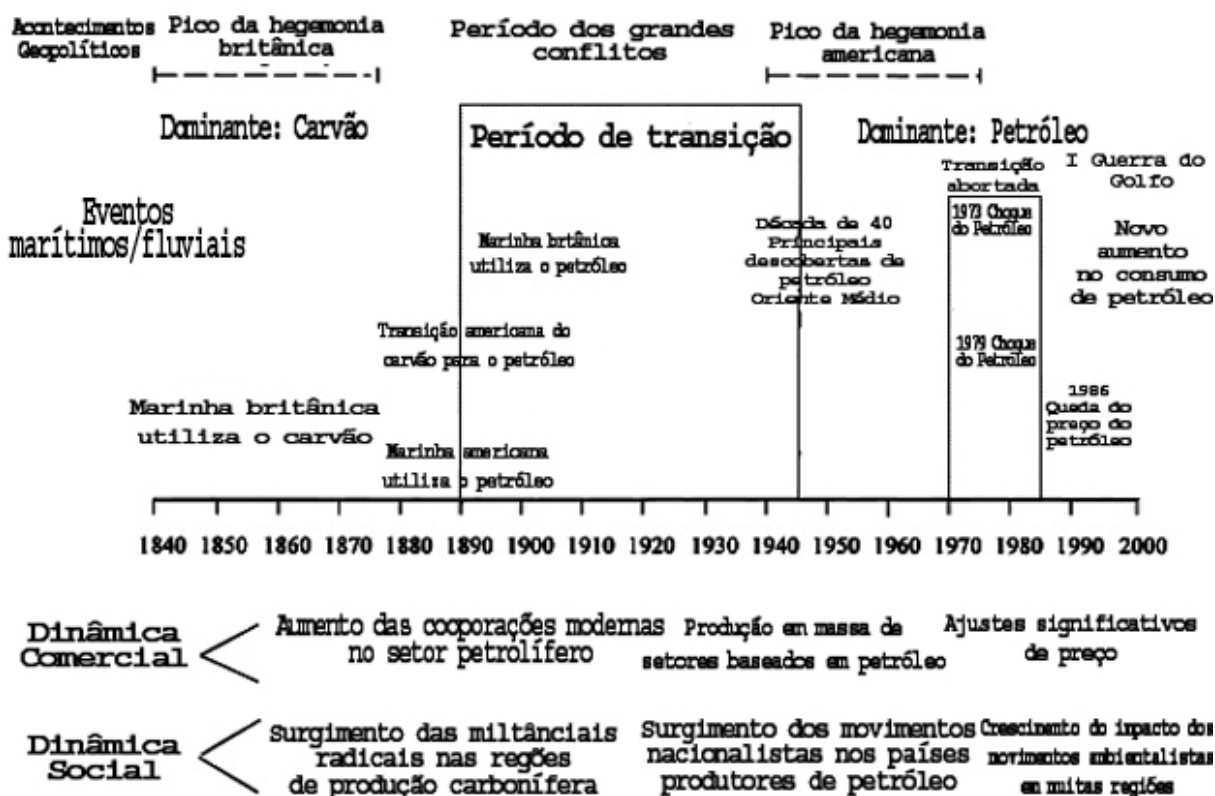 Acontecimentos
Geopolíticos
Pico da hegemonia
britânica
Período dos grandes
conflitos
Pico da hegemonia
americana
Dominante: Carvão
Período de transição
Dominante: Petróleo
Transição
abortada
I Guerra do
Golfo
Eventos
marítimos/fluviais
Marinha britânica
utiliza o petróleo
Década de 40
Principais
descobertas de
petróleo
Oriente Médio
1973 Choque
do Petróleo
Novo
aumento
no consumo
de petróleo
Transição americana do
carvão para o petróleo
1979 Choque
do Petróleo
Marinha britânica
utiliza o carvão
Marinha americana
utiliza o petróleo
1986
Queda do
preço do
petróleo
1840 1850 1860 1870 1880 1890 1900 1910 1920 1930 1940 1950 1960 1970 1980 1990 2000
Dinâmica
Comercial
Aumento das cooporações modernas
no setor petrolífero
Produção em massa de
setores baseados em petróleo
Ajustes significativos
de preço
Dinâmica
Social
Surgimento das miltânciais
radicais nas regões
de produção carbonífera
Surgimento dos movimentos
nacionalistas nos países
produtores de petróleo
Crescimento do impacto dos
movimentos ambientalistas
em muitas regiões